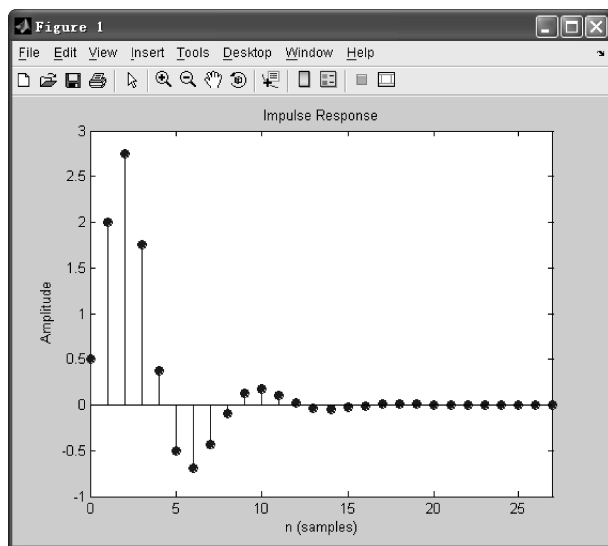 Figure 1
File Edit View Insert Tools Desktop Window Help
Impulse Response
3
2.5
2
1.5
1
0.5
0
-0.5
-1
Amplitude
0 5 10 15 20 25
n (samples)